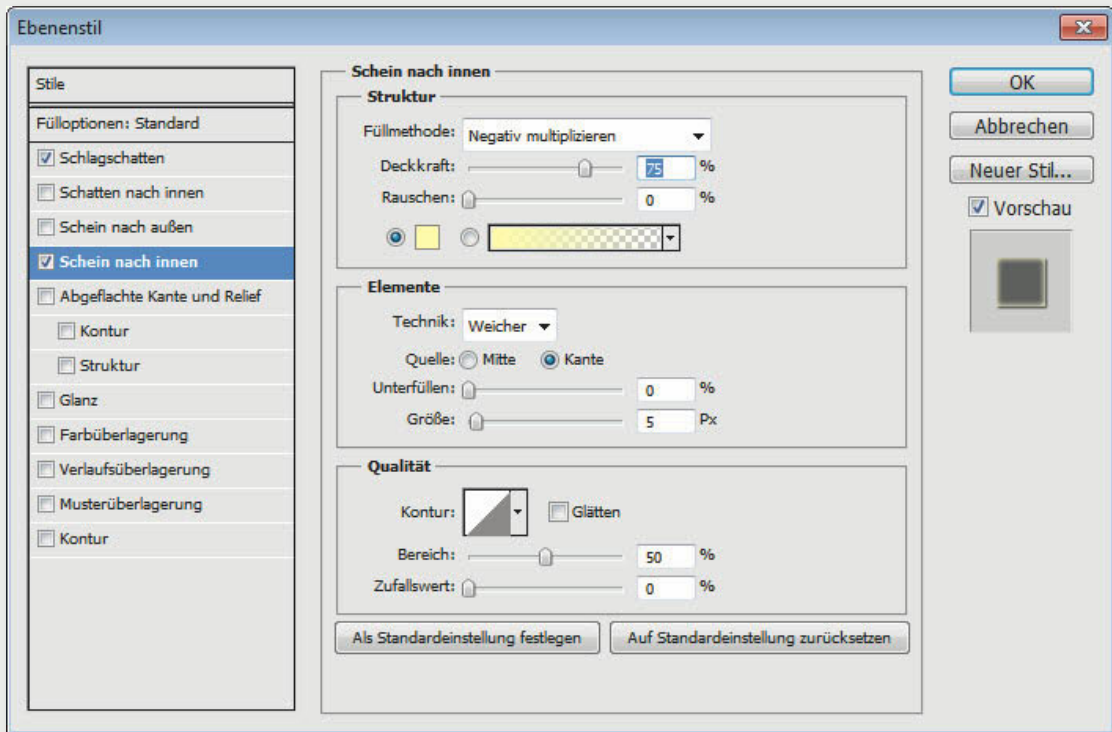 Ebenenstil
Stile
Fülloptionen: Standard
Schlagschatten
Schatten nach innen
Schein nach außen
Schein nach innen
Abgeflachte Kante und Relief
Kontur
Struktur
Glanz
Farbüberlagerung
Verlaufsüberlagerung
Musterüberlagerung
Kontur
Schein nach innen
Struktur
Füllmethode: Negativ multiplizieren
Deckkraft: 75 %
Rauschen: 0 %
Elemente
Technik: Weicher
Quelle: Mitte Kante
Unterfüllen: 0 %
Größe: 5 Px
Qualität
Kontur: Glätten
Bereich: 50 %
Zufallswert: 0 %
Als Standardeinstellung festlegen Auf Standardeinstellung zurücksetzen
OK
Abbrechen
Neuer Stil...
Vorschau